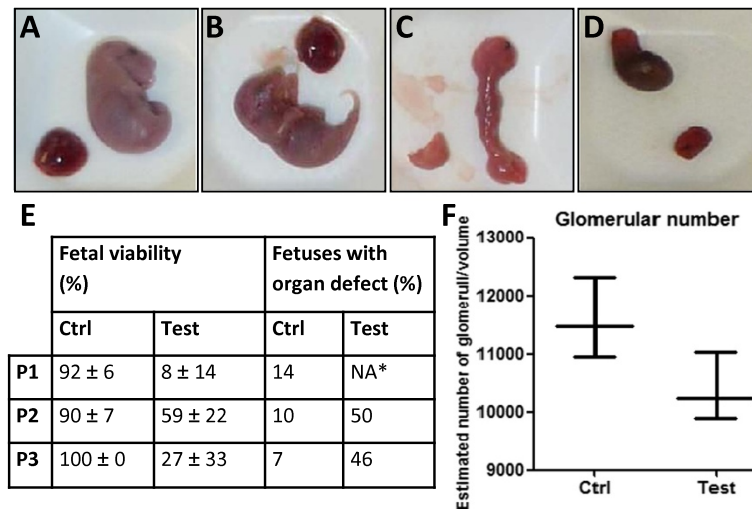 A
B
C
D
E
Fetal viability (%)
Fetuses with organ defect (%)
Ctrl
Test
Ctrl
Test
P1
92 ± 6
8 ± 14
14
NA*
P2
90 ± 7
59 ± 22
10
50
P3
100 ± 0
27 ± 33
7
46
F
Glomerular number
Estimated number of glomeruli/volume
13000
12000
11000
10000
9000
Ctrl
Test